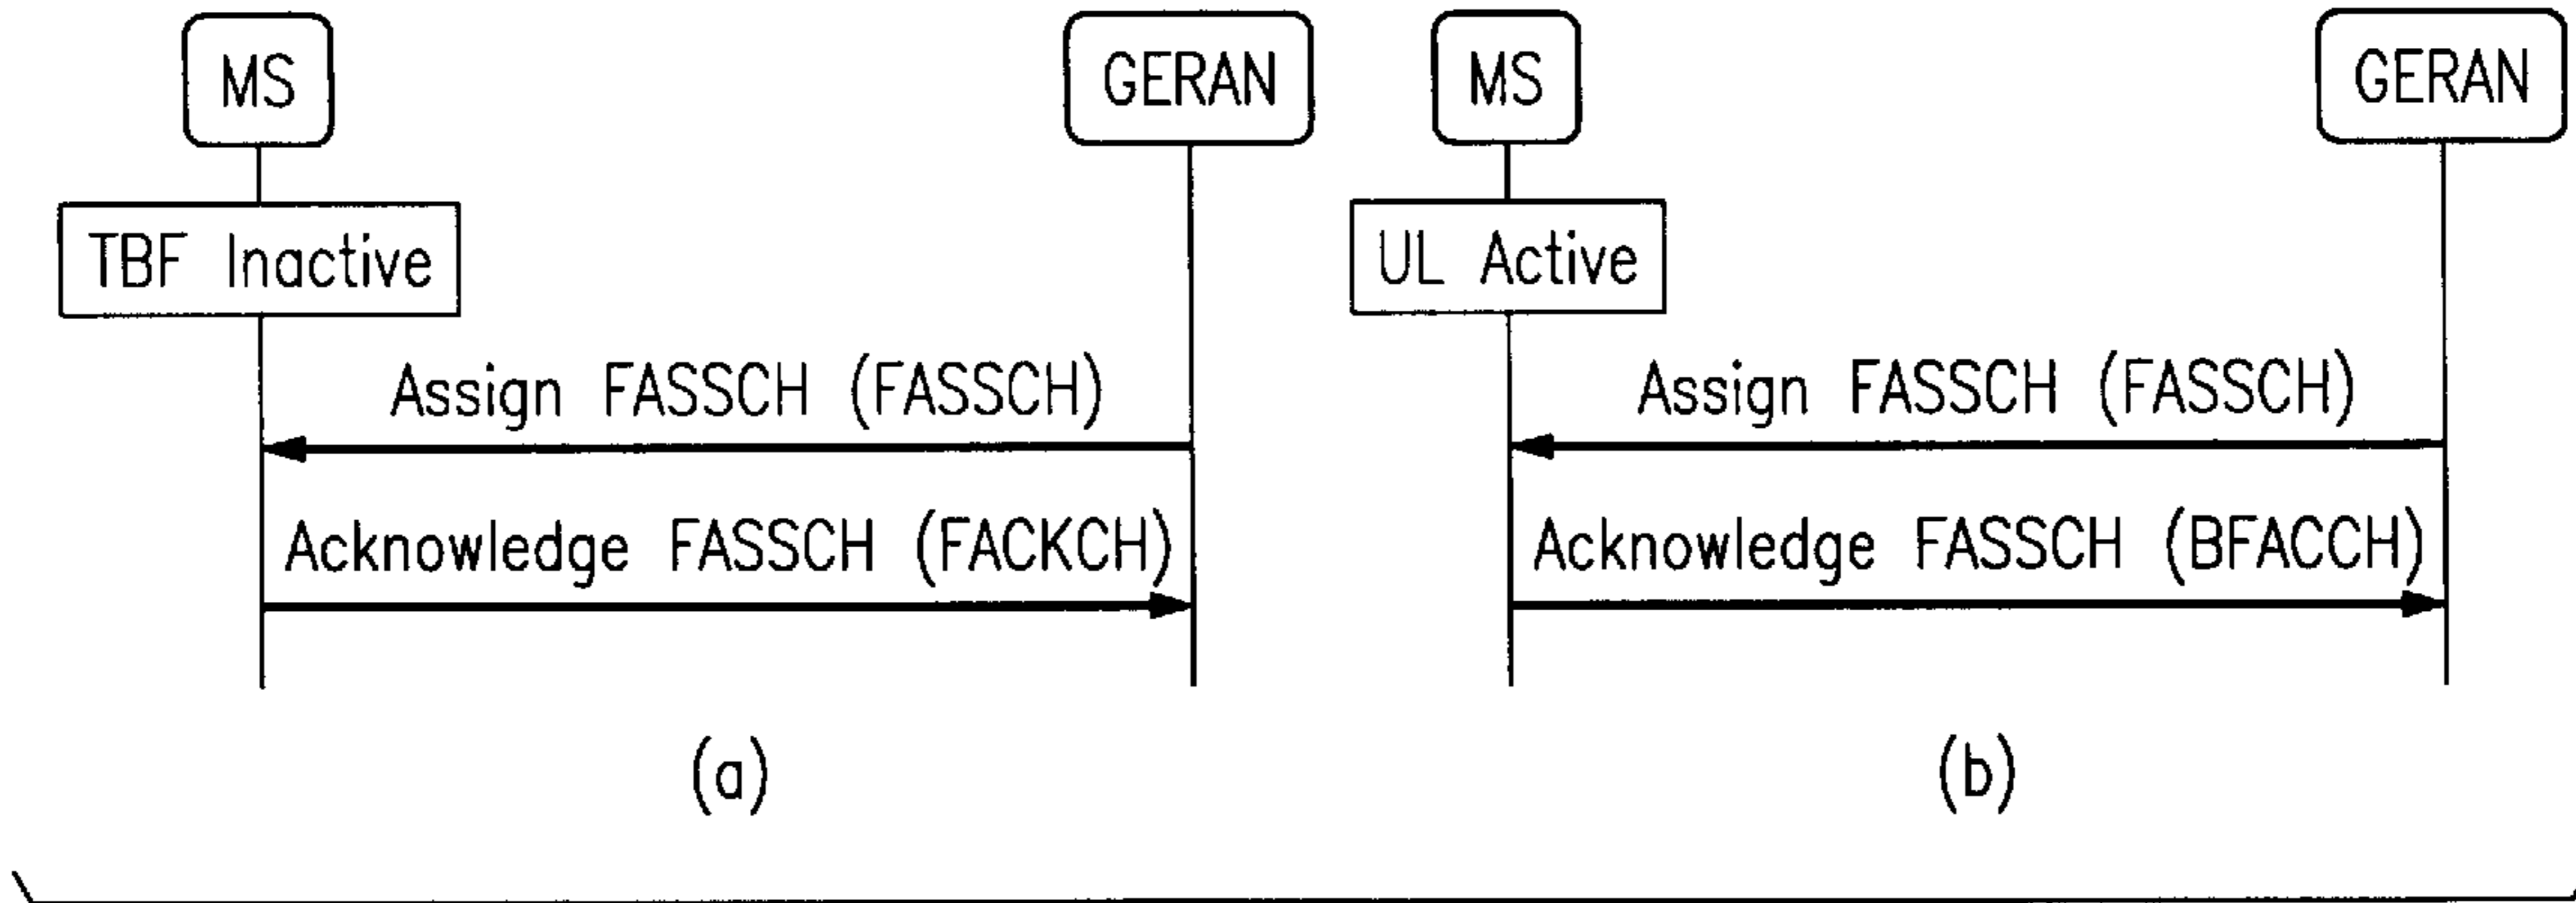 MS
GERAN
TBF Inactive
Assign FASSCH (FASSCH)
Acknowledge FASSCH (FACKCH)
(a)
MS
GERAN
UL Active
Assign FASSCH (FASSCH)
Acknowledge FASSCH (BFACCH)
(b)